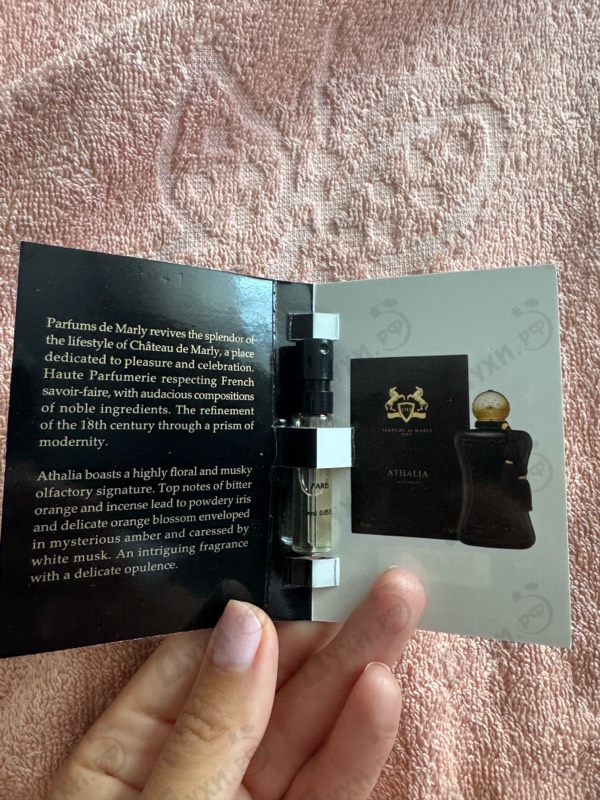 Parfums de Marly revives the splendor of
the lifestyle of Château de Marly, a place
dedicated to pleasure and celebration.
Haute Parfumerie respecting French
savoir-faire, with audacious compositions
of noble ingredients. The refinement
of the 18th century through a prism of
modernity.
Athalia boasts a highly floral and musky
olfactory signature. Top notes of bitter
orange and incense lead to powdery iris
and delicate orange blossom enveloped
in mysterious amber and caressed by
white musk. An intriguing fragrance
with a delicate opulence.
PARIS
PARFUMS de MARLY
PARIS
ATHALIA
духи.рф